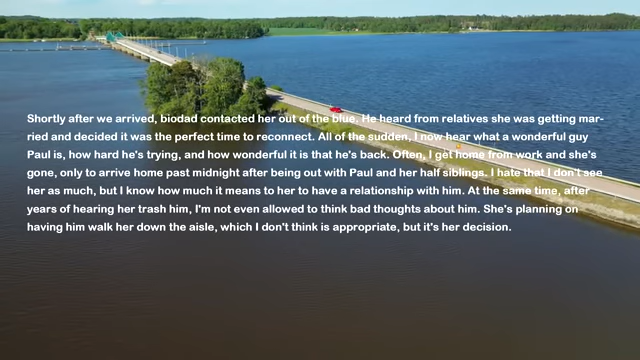 Shortly after we arrived, biodad contacted her out of the blue. He heard from relatives she was getting mar-
ried and decided it was the perfect time to reconnect. All of the sudden, I now hear what a wonderful guy
Paul is, how hard he's trying, and how wonderful it is that he's back. Often, I get home from work and she's
gone, only to arrive home past midnight after being out with Paul and her half siblings. I hate that I don't see
her as much, but I know how much it means to her to have a relationship with him. At the same time, after
years of hearing her trash him, I'm not even allowed to think bad thoughts about him. She's planning on
having him walk her down the aisle, which I don't think is appropriate, but it's her decision.